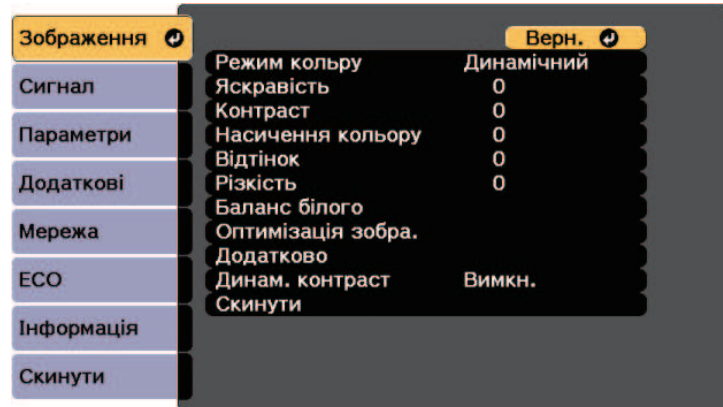 Зображення
Сигнал
Параметри
Додаткові
Мережа
ECO
Інформація
Скинути
Верн.
Режим кольру Динамічний
Яскравість 0
Контраст 0
Насичення кольору 0
Відтінок 0
Різкість 0
Баланс білого
Оптимізація зобра.
Додатково
Динам. контраст Вимкн.
Скинути